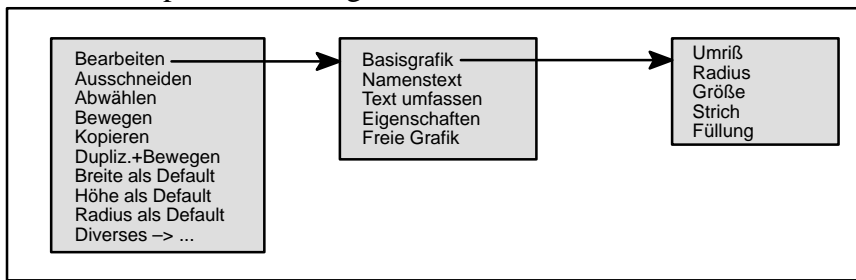 Bearbeiten
Ausschneiden
Abwählen
Bewegen
Kopieren
Dupliz.+Bewegen
Breite als Default
Höhe als Default
Radius als Default
Diverses –> ...
Basisgrafik
Namenstext
Text umfassen
Eigenschaften
Freie Grafik
Umriß
Radius
Größe
Strich
Füllung